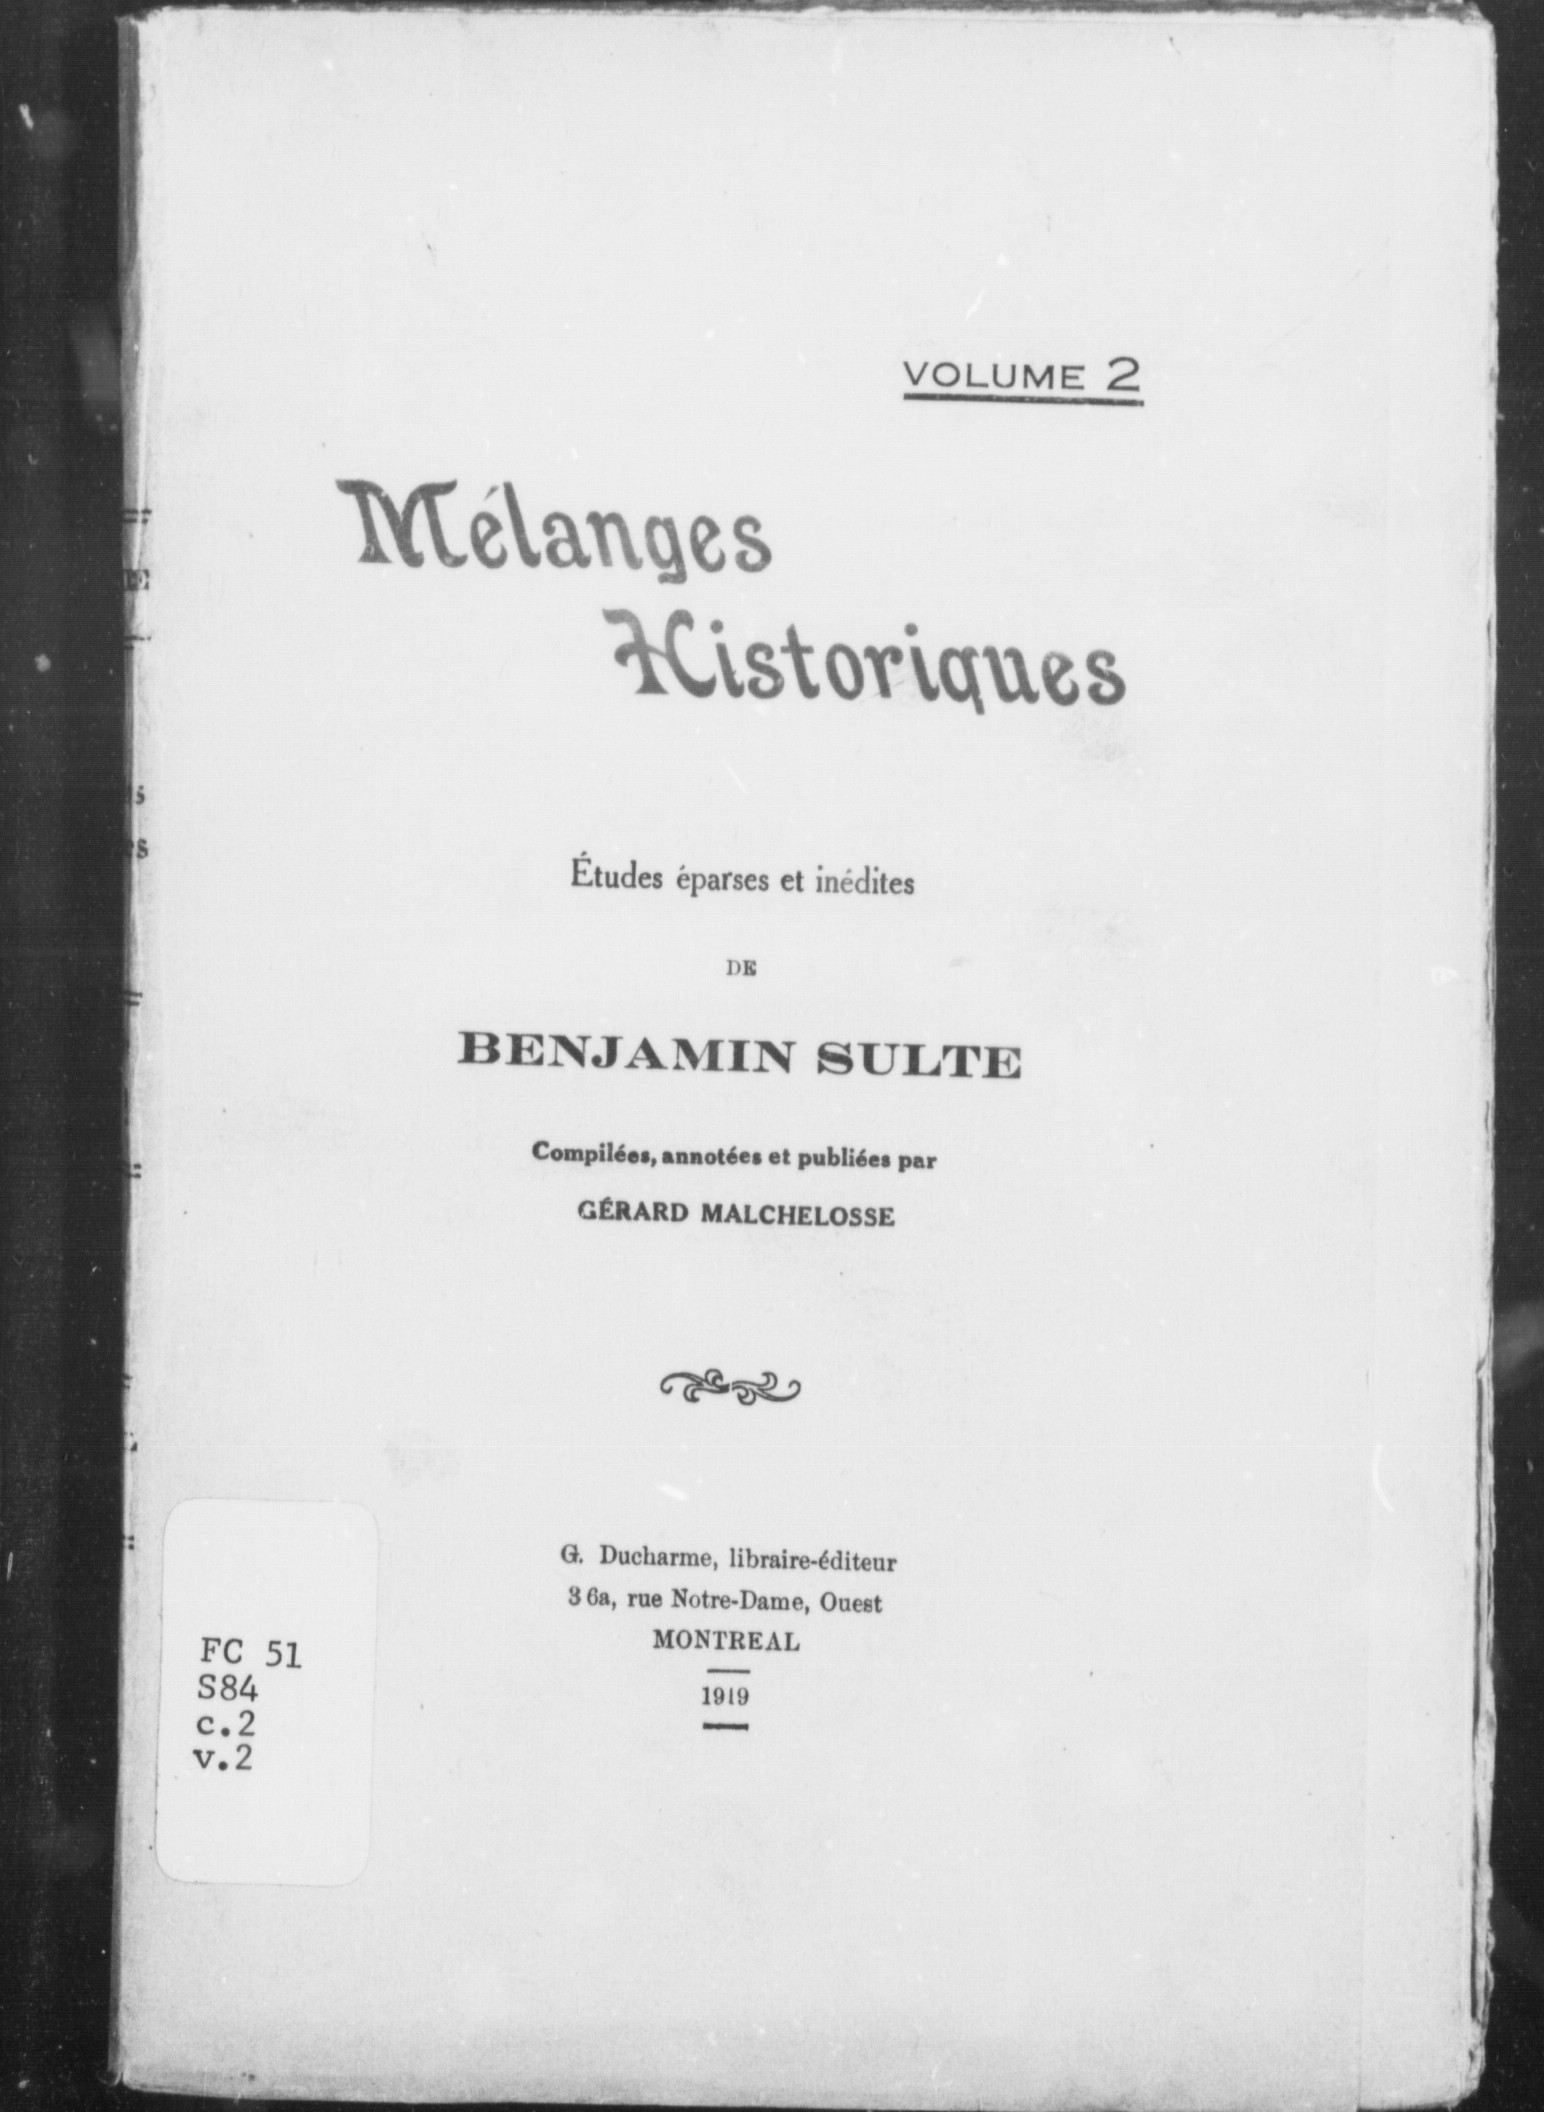 VOLUME 2
Mélanges
Historiques
Études éparses et inédites
DE
BENJAMIN SULTE
Compilées, annotées et publiées par
GÉRARD MALCHELOSSE
G. Ducharme, libraire-éditeur
36a, rue Notre-Dame, Ouest
MONTREAL
1919
FC 51
S84
c.2
v.2